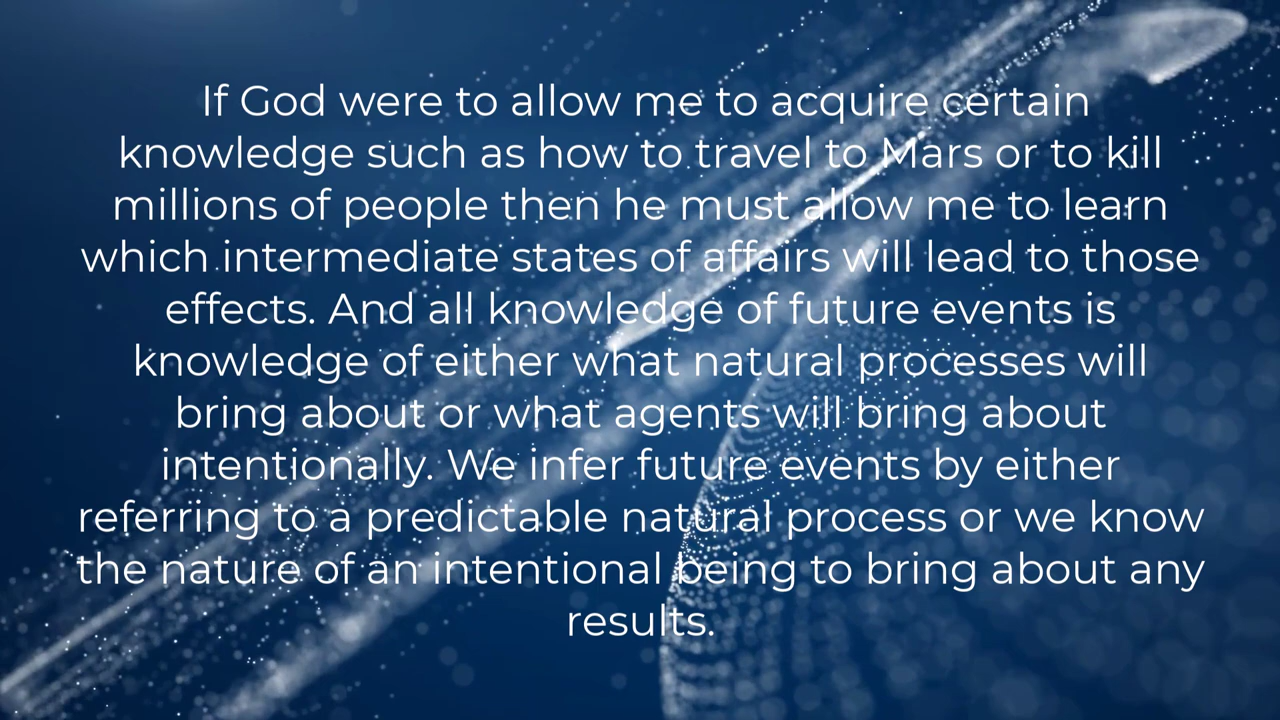 If God were to allow me to acquire certain
knowledge such as how to travel to Mars or to kill
millions of people then he must allow me to learn
which intermediate states of affairs will lead to those
effects. And all knowledge of future events is
knowledge of either what natural processes will
bring about or what agents will bring about
intentionally. We infer future events by either
referring to a predictable natural process or we know
the nature of an intentional being to bring about any
results.